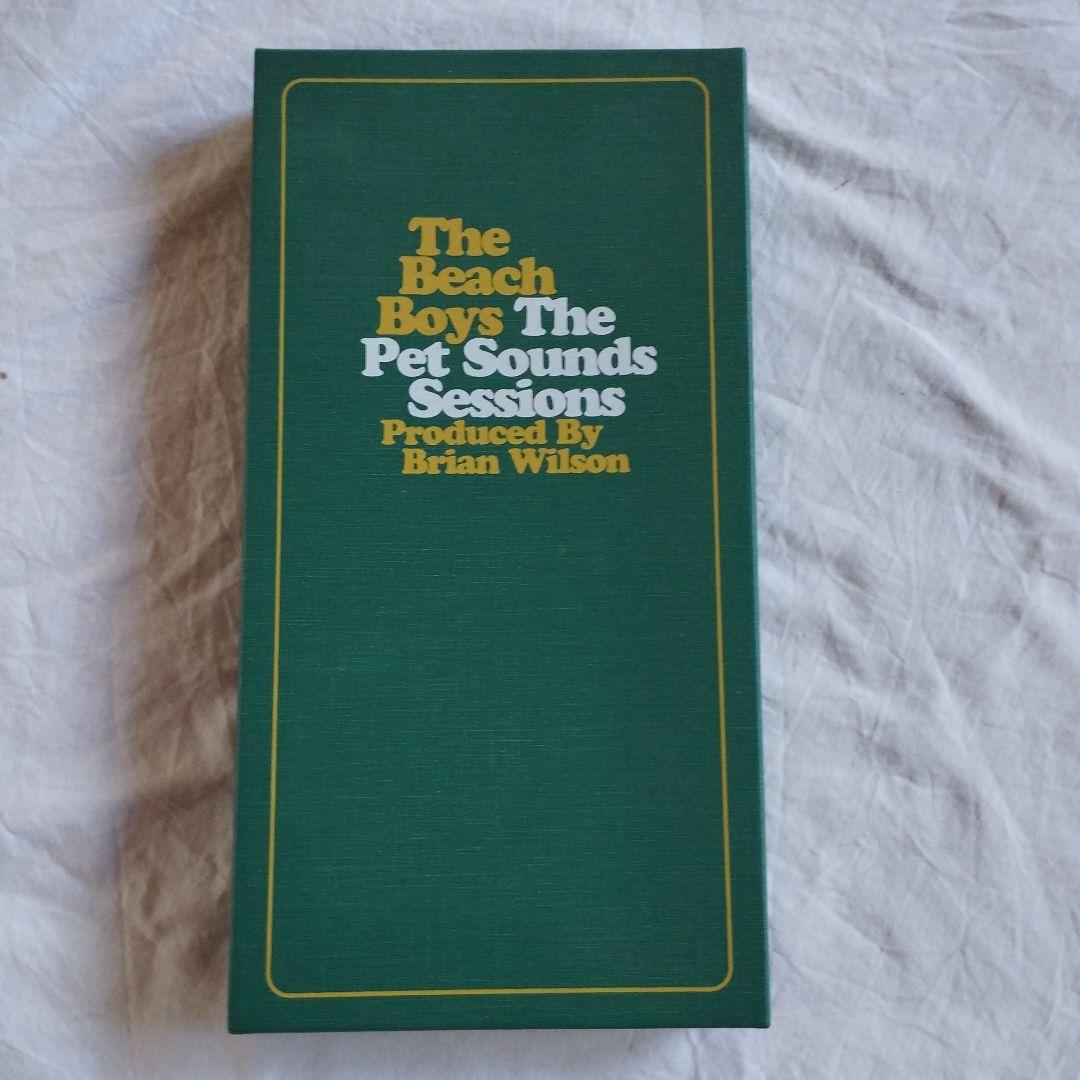 The
Beach
Boys The
Pet Sounds
Sessions
Produced By
Brian Wilson